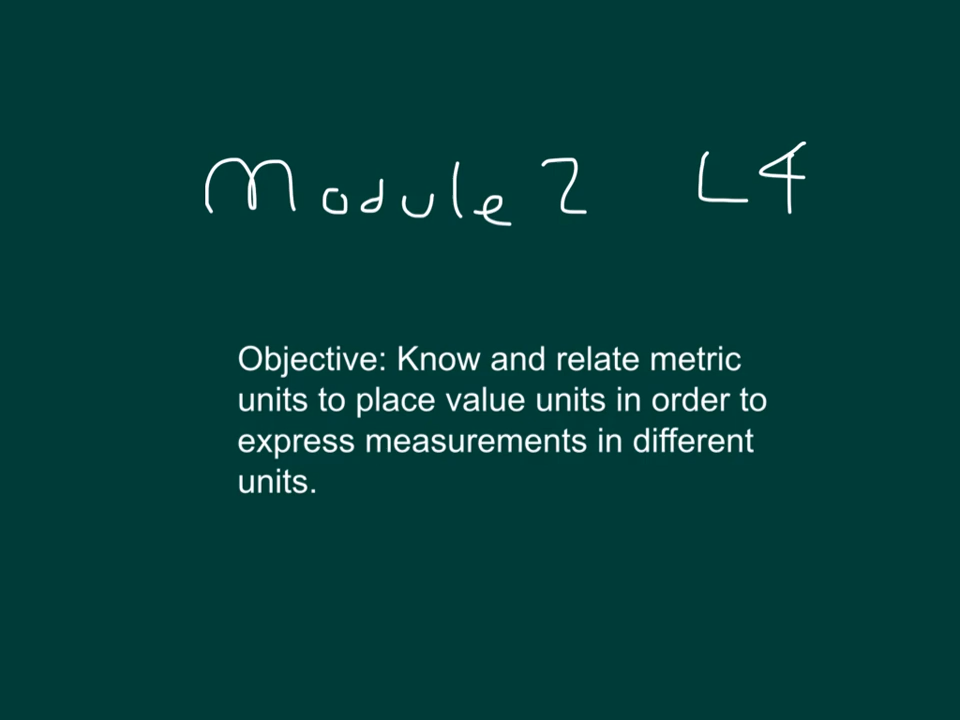 Module 2 L4
Objective: Know and relate metric
units to place value units in order to
express measurements in different
units.